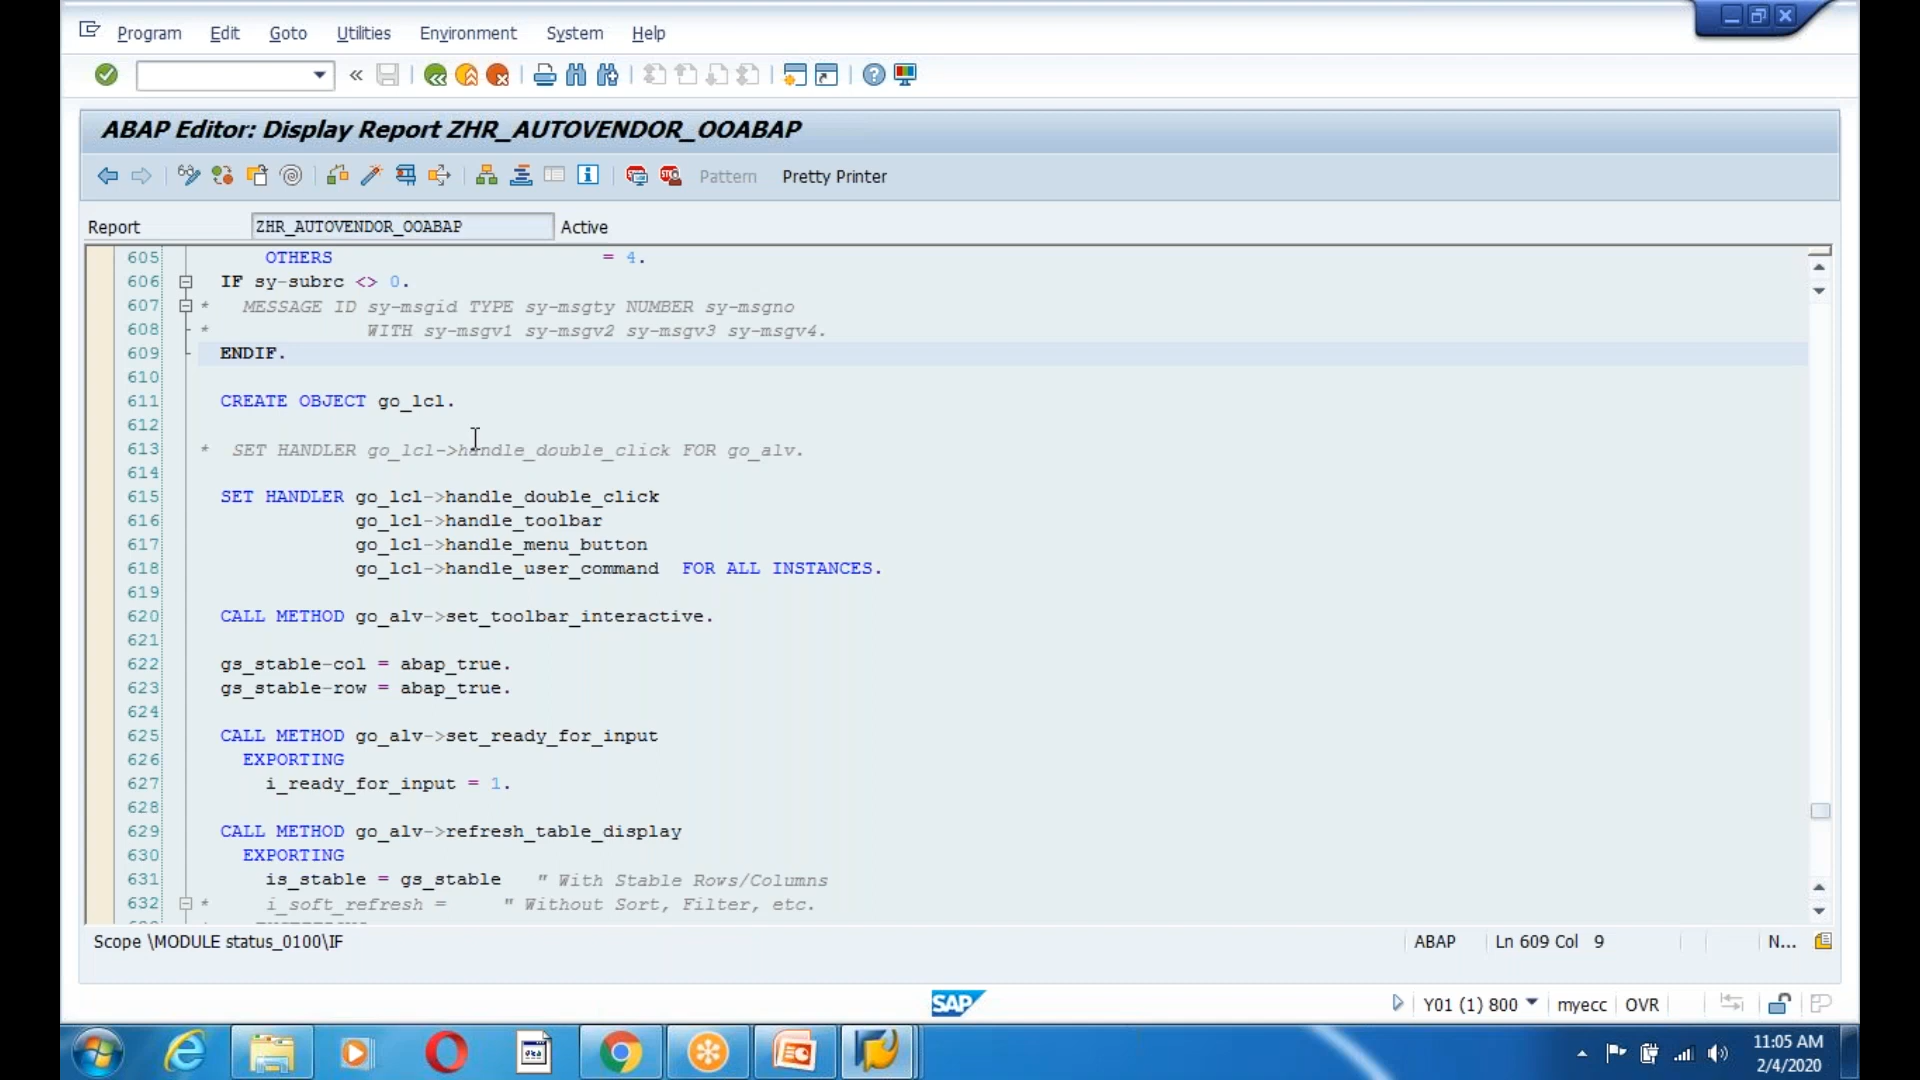 Program Edit Goto Utilities Environment System Help
ABAP Editor: Display Report ZHR_AUTOVENDOR_OOABAP
Pattern Pretty Printer
Report ZHR_AUTOVENDOR_OOABAP Active
605 OTHERS = 4.
606 IF sy-subrc <> 0.
607 * MESSAGE ID sy-msgid TYPE sy-msgty NUMBER sy-msgno
608 * WITH sy-msgv1 sy-msgv2 sy-msgv3 sy-msgv4.
609 ENDIF.
610
611 CREATE OBJECT go_lcl.
612
613 * SET HANDLER go_lcl->handle_double_click FOR go_alv.
614
615 SET HANDLER go_lcl->handle_double_click
616 go_lcl->handle_toolbar
617 go_lcl->handle_menu_button
618 go_lcl->handle_user_command FOR ALL INSTANCES.
619
620 CALL METHOD go_alv->set_toolbar_interactive.
621
622 gs_stable-col = abap_true.
623 gs_stable-row = abap_true.
624
625 CALL METHOD go_alv->set_ready_for_input
626 EXPORTING
627 i_ready_for_input = 1.
628
629 CALL METHOD go_alv->refresh_table_display
630 EXPORTING
631 is_stable = gs_stable " With Stable Rows/Columns
632 * i_soft_refresh = " Without Sort, Filter, etc.
Scope \MODULE status_0100\IF ABAP Ln 609 Col 9 N...
SAP Y01 (1) 800 myecc OVR
11:05 AM
2/4/2020